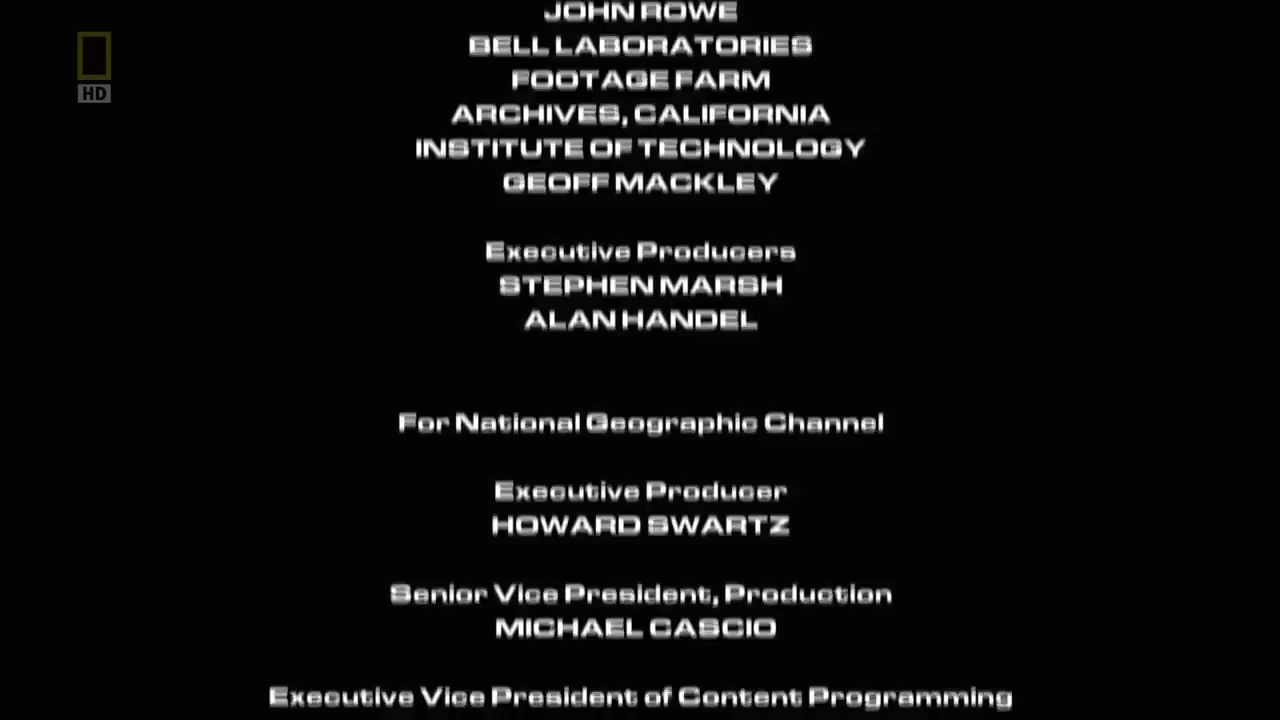 JOHN ROWE
BELL LABORATORIES
FOOTAGE FARM
ARCHIVES, CALIFORNIA
INSTITUTE OF TECHNOLOGY
GEOFF MACKLEY
Executive Producers
STEPHEN MARSH
ALAN HANDEL
For National Geographic Channel
Executive Producer
HOWARD SWARTZ
Senior Vice President, Production
MICHAEL CASCIO
Executive Vice President of Content Programming
HD